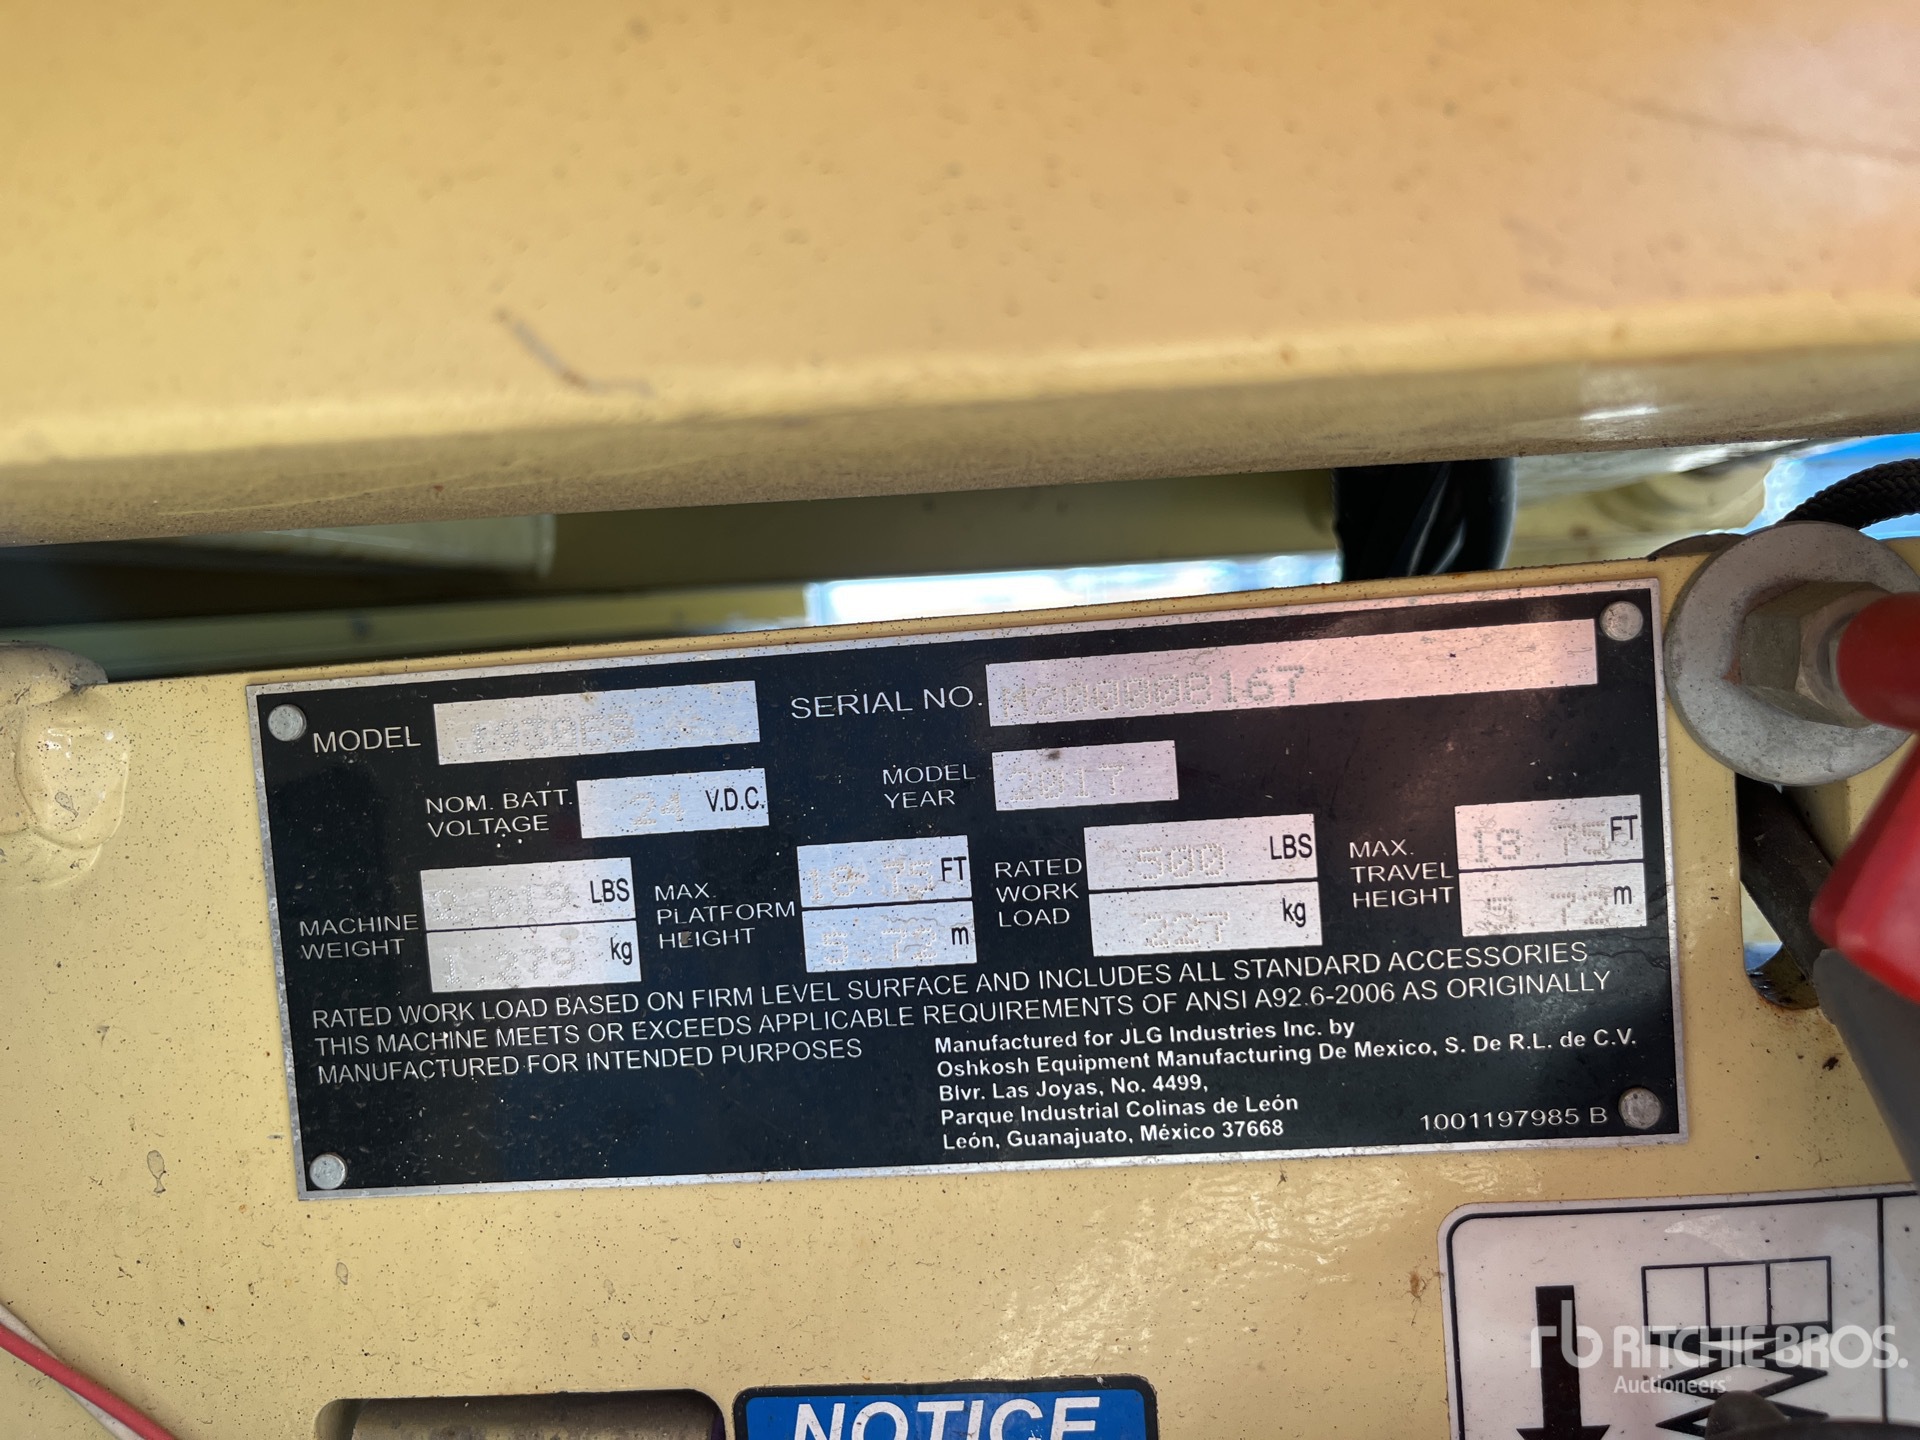 MODEL 1930ES SERIAL NO. M200008167
NOM. BATT. VOLTAGE 24 V.D.C. MODEL YEAR 2017
MACHINE WEIGHT LBS kg
1,279
MAX. PLATFORM HEIGHT 18.75 FT 5.72 m
RATED WORK LOAD 500 LBS 227 kg
MAX. TRAVEL HEIGHT 18.75 FT 5.72 m
RATED WORK LOAD BASED ON FIRM LEVEL SURFACE AND INCLUDES ALL STANDARD ACCESSORIES
THIS MACHINE MEETS OR EXCEEDS APPLICABLE REQUIREMENTS OF ANSI A92.6-2006 AS ORIGINALLY
MANUFACTURED FOR INTENDED PURPOSES
Manufactured for JLG Industries Inc. by
Oshkosh Equipment Manufacturing De Mexico, S. De R.L. de C.V.
Blvr. Las Joyas, No. 4499,
Parque Industrial Colinas de León
León, Guanajuato, México 37668
1001197985 B
NOTICE
rb RITCHIE BROS.
Auctioneers